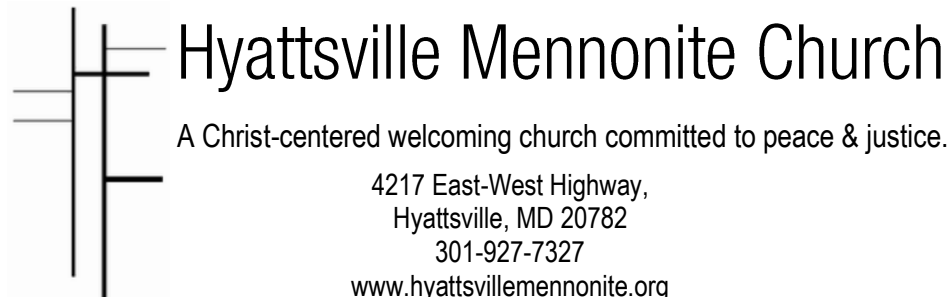 Hyattsville Mennonite Church
A Christ-centered welcoming church committed to peace & justice.
4217 East-West Highway,
Hyattsville, MD 20782
301-927-7327
www.hyattsvillemennonite.org